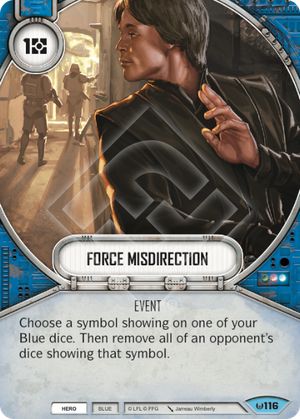 1
FORCE MISDIRECTION
EVENT
Choose a symbol showing on one of your
Blue dice. Then remove all of an opponent's
dice showing that symbol.
HERO BLUE © LFL © FFG Jameau Wimberly 116